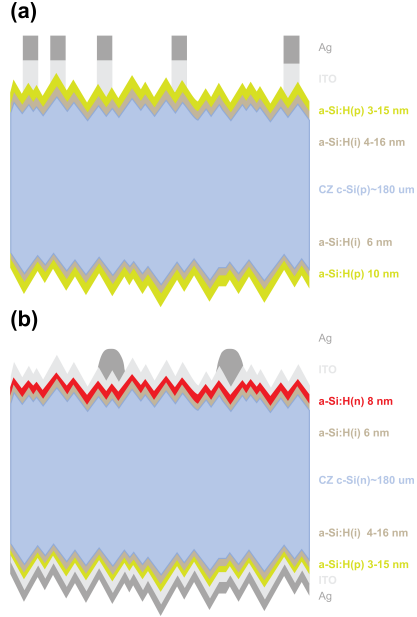 (a)
Ag
ITO
a-Si:H(p) 3-15 nm
a-Si:H(i) 4-16 nm
CZ c-Si(p)~180 um
a-Si:H(i) 6 nm
a-Si:H(p) 10 nm
(b)
Ag
ITO
a-Si:H(n) 8 nm
a-Si:H(i) 6 nm
CZ c-Si(n)~180 um
a-Si:H(i) 4-16 nm
a-Si:H(p) 3-15 nm
ITO
Ag